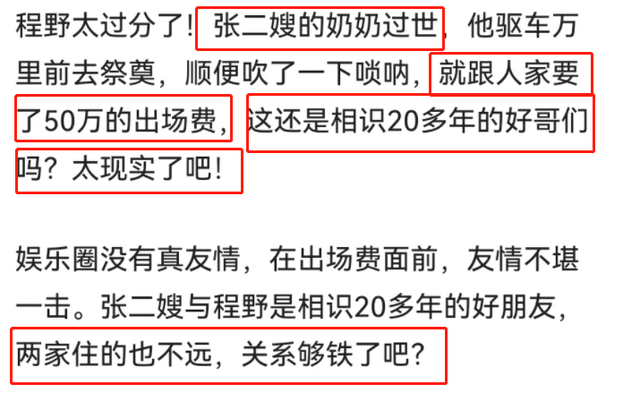 程野太过分了！张二嫂的奶奶过世，他驱车万
里前去祭奠，顺便吹了一下唢呐，就跟人家要
了50万的出场费，这还是相识20多年的好哥们
吗？太现实了吧！
娱乐圈没有真友情，在出场费面前，友情不堪
一击。张二嫂与程野是相识20多年的好朋友，
两家住的也不远，关系够铁了吧？